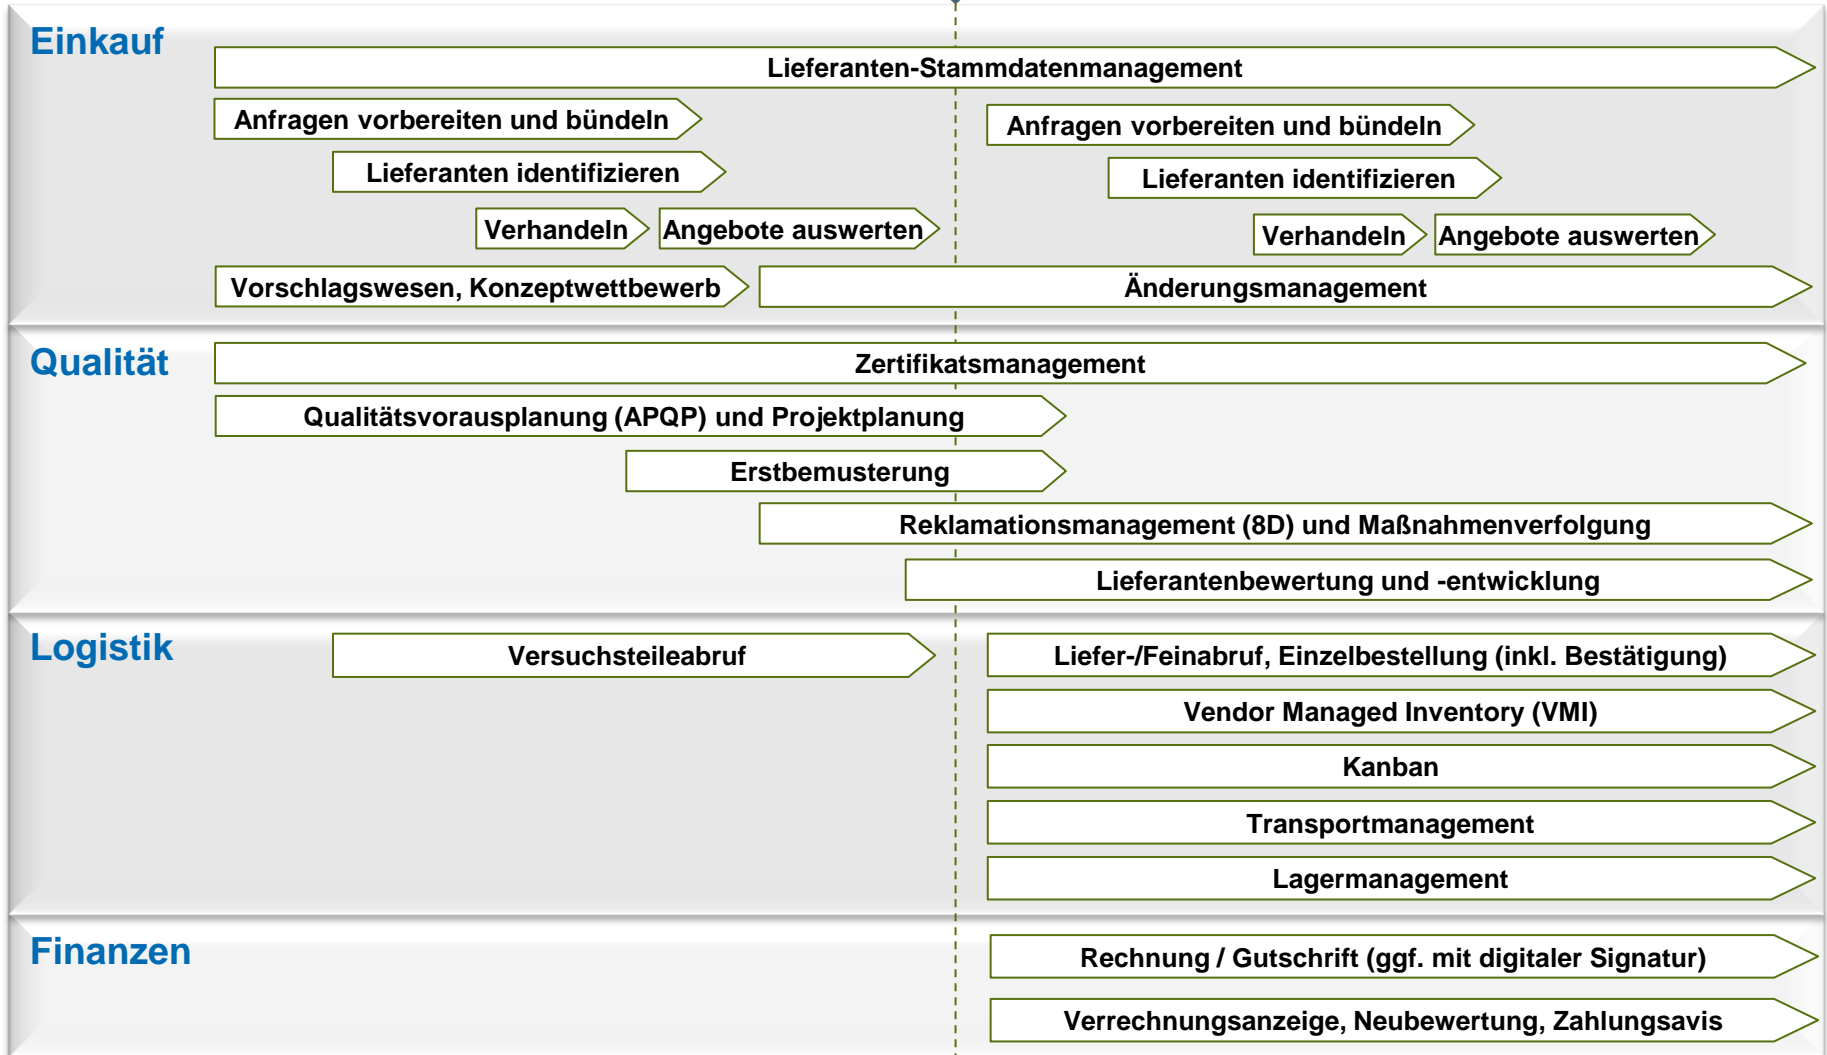 Einkauf
Lieferanten-Stammdatenmanagement
Anfragen vorbereiten und bündeln
Anfragen vorbereiten und bündeln
Lieferanten identifizieren
Lieferanten identifizieren
Verhandeln
Angebote auswerten
Verhandeln
Angebote auswerten
Vorschlagswesen, Konzeptwettbewerb
Änderungsmanagement
Qualität
Zertifikatsmanagement
Qualitätsvorausplanung (APQP) und Projektplanung
Erstbemusterung
Reklamationsmanagement (8D) und Maßnahmenverfolgung
Lieferantenbewertung und -entwicklung
Logistik
Versuchsteileabruf
Liefer-/Feinabruf, Einzelbestellung (inkl. Bestätigung)
Vendor Managed Inventory (VMI)
Kanban
Transportmanagement
Lagermanagement
Finanzen
Rechnung / Gutschrift (ggf. mit digitaler Signatur)
Verrechnungsanzeige, Neubewertung, Zahlungsavis